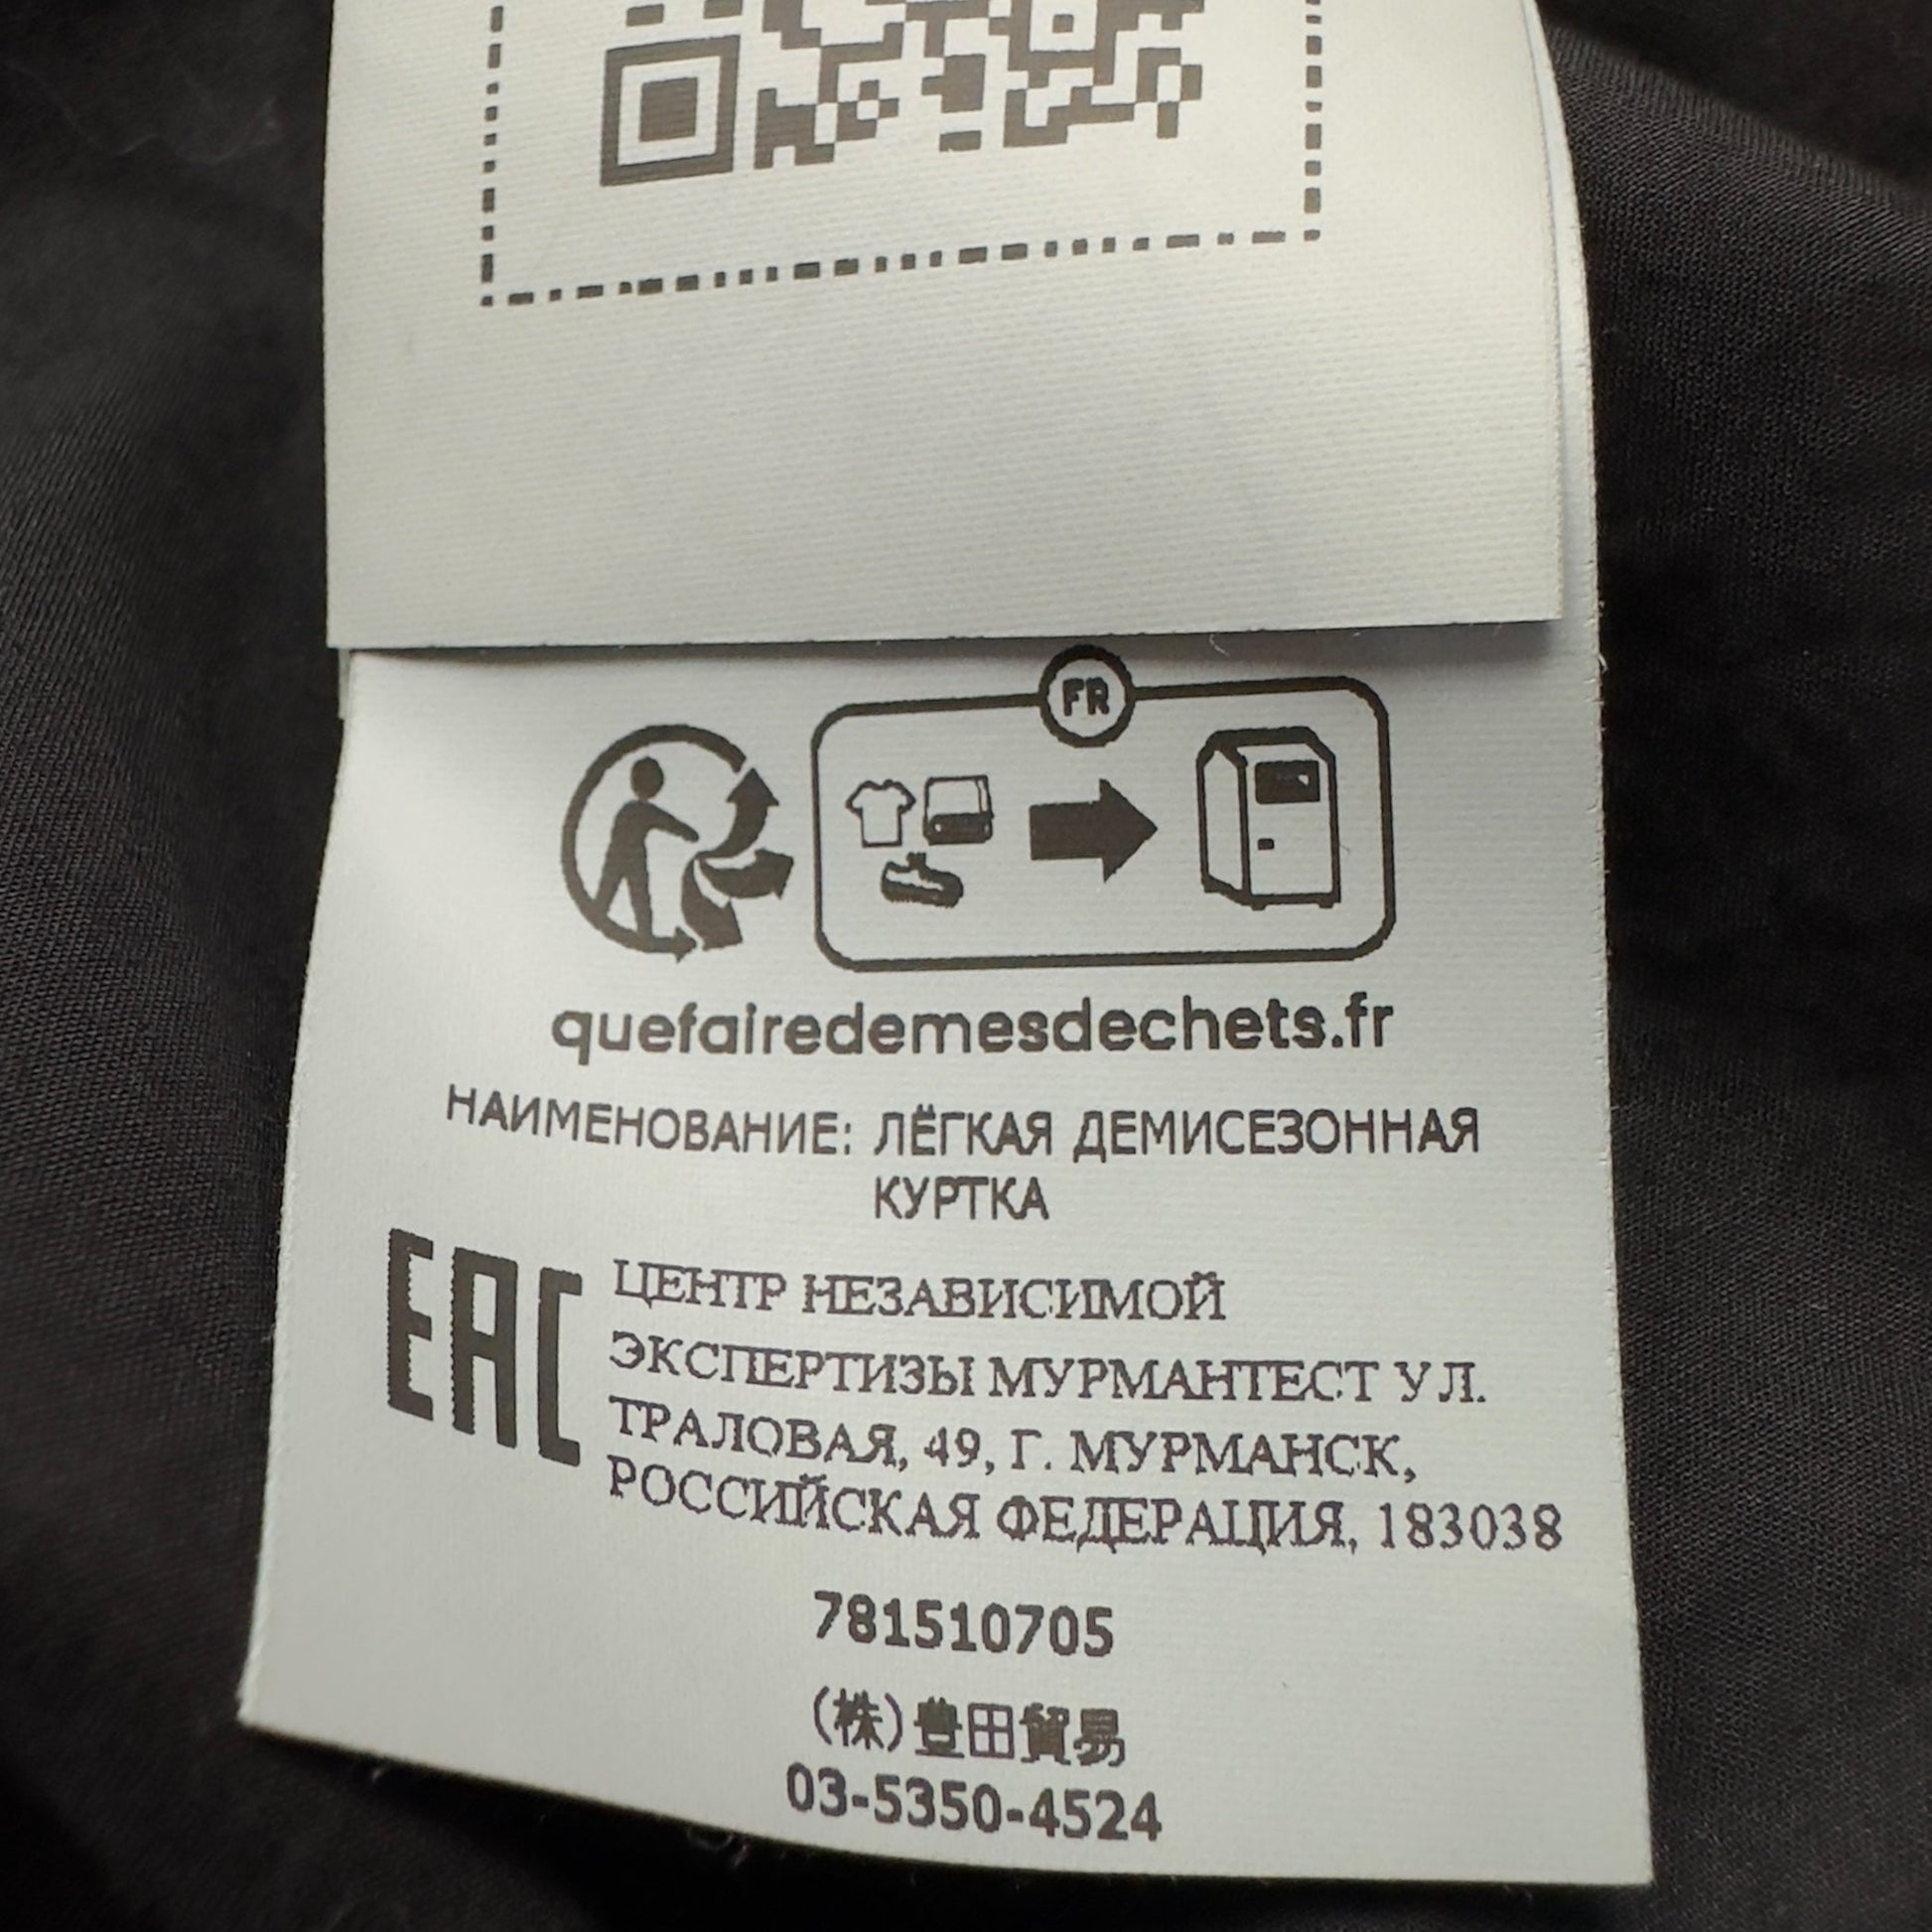 FR
quefairedemesdechets.fr
НАИМЕНОВАНИЕ: ЛЁГКАЯ ДЕМИСЕЗОННАЯ
КУРТКА
EAC
ЦЕНТР НЕЗАВИСИМОЙ
ЭКСПЕРТИЗЫ МУРМАНТЕСТ УЛ.
ТРАЛОВАЯ, 49, Г. МУРМАНСК,
РОССИЙСКАЯ ФЕДЕРАЦИЯ, 183038
781510705
(株)豊田貿易
03-5350-4524